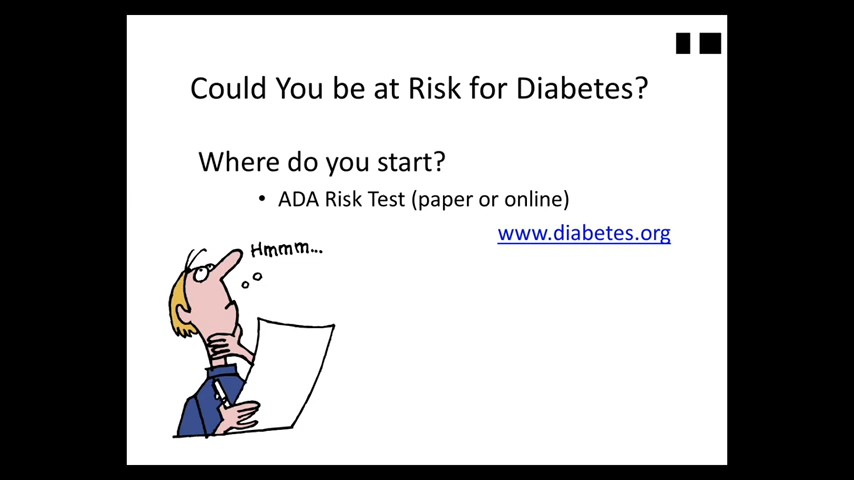 Could You be at Risk for Diabetes?
Where do you start?
• ADA Risk Test (paper or online)
www.diabetes.org
Hmmm...